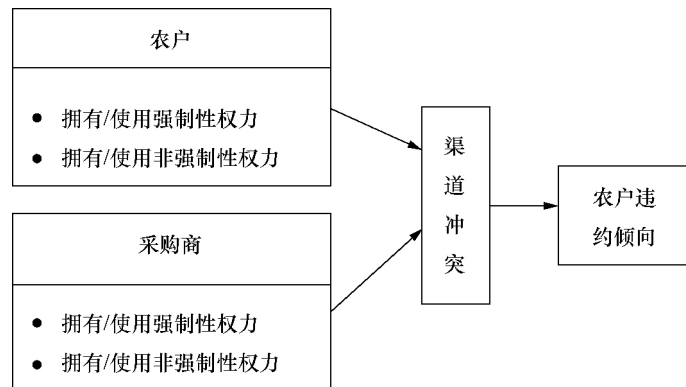 农户
● 拥有/使用强制性权力
● 拥有/使用非强制性权力
采购商
● 拥有/使用强制性权力
● 拥有/使用非强制性权力
渠
道
冲
突
农户违
约倾向